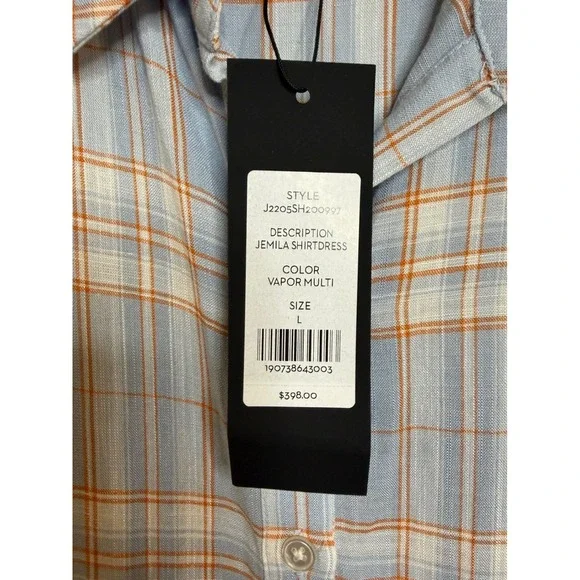 STYLE
J2205SH200997
DESCRIPTION
JEMILA SHIRTDRESS
COLOR
VAPOR MULTI
SIZE
L
190738643003
$398.00